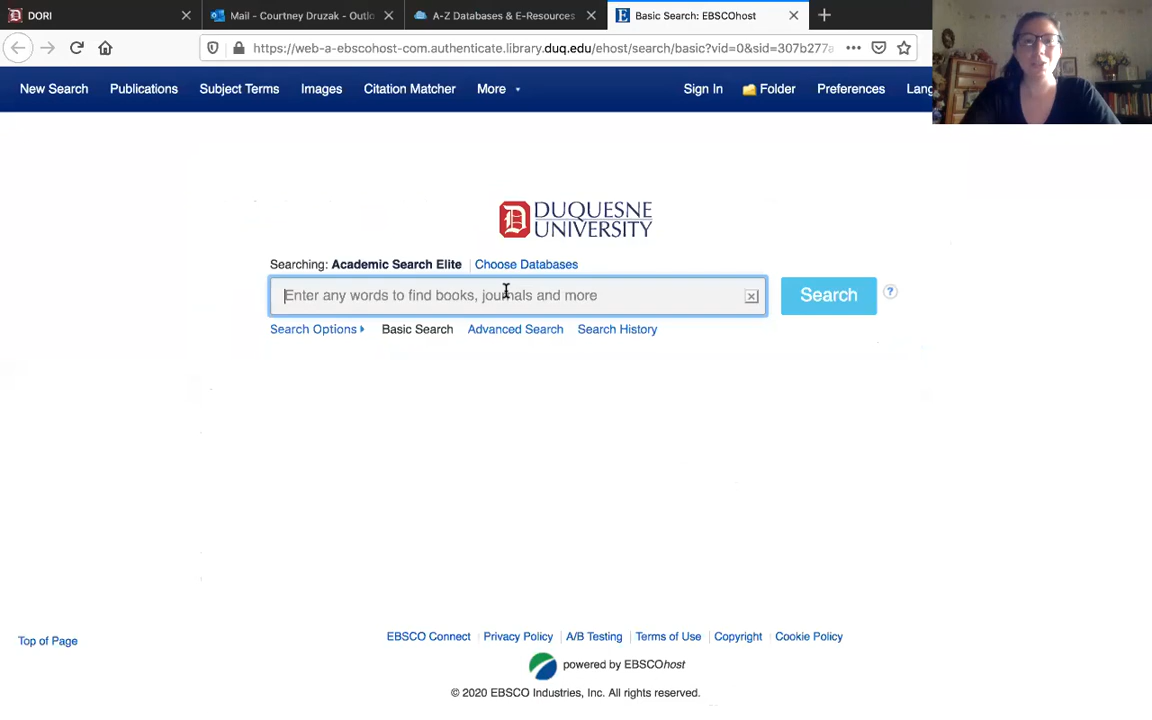 DORI
Mail - Courtney Druzak - Outlo
A-Z Databases & E-Resources
Basic Search: EBSCOhost
https://web-a-ebscohost-com.authenticate.library.duq.edu/ehost/search/basic?vid=0&sid=307b277a
New Search Publications Subject Terms Images Citation Matcher More Sign In Folder Preferences Lang
DUQUESNE
UNIVERSITY
Searching: Academic Search Elite Choose Databases
Enter any words to find books, journals and more
Search
?
Search Options Basic Search Advanced Search Search History
Top of Page
EBSCO Connect Privacy Policy A/B Testing Terms of Use Copyright Cookie Policy
powered by EBSCOhost
© 2020 EBSCO Industries, Inc. All rights reserved.